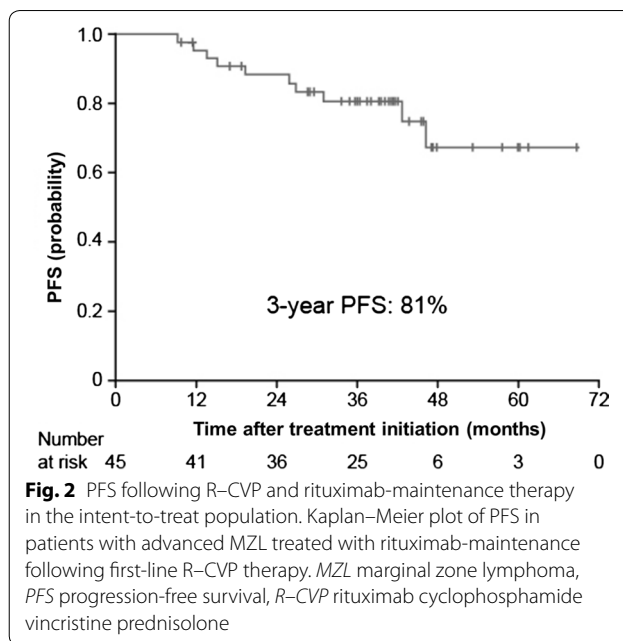 1.0
0.8
0.6
0.4
0.2
0
PFS (probability)
3-year PFS: 81%
0 12 24 36 48 60 72
Time after treatment initiation (months)
Number
at risk 45 41 36 25 6 3 0
Fig. 2 PFS following R–CVP and rituximab-maintenance therapy
in the intent-to-treat population. Kaplan–Meier plot of PFS in
patients with advanced MZL treated with rituximab-maintenance
following first-line R–CVP therapy. MZL marginal zone lymphoma,
PFS progression-free survival, R–CVP rituximab cyclophosphamide
vincristine prednisolone